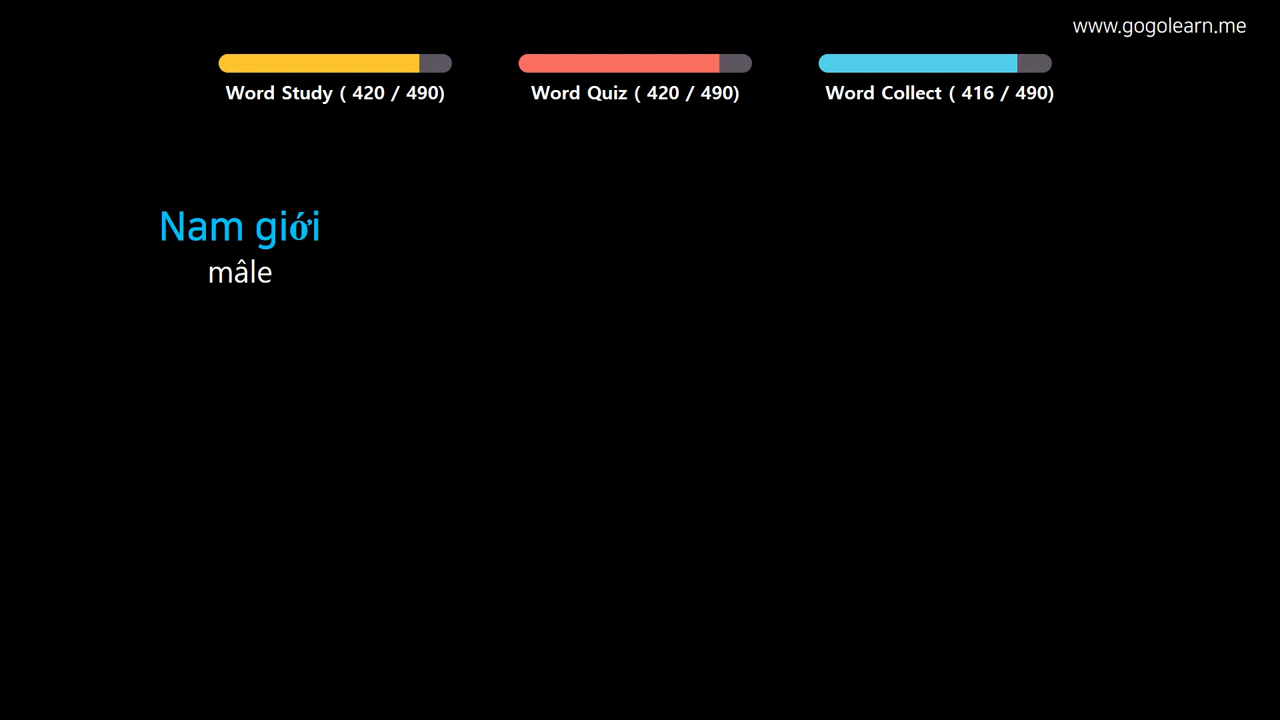 www.gogolearn.me
Word Study ( 420 / 490)
Word Quiz ( 420 / 490)
Word Collect ( 416 / 490)
Nam giới
mâle